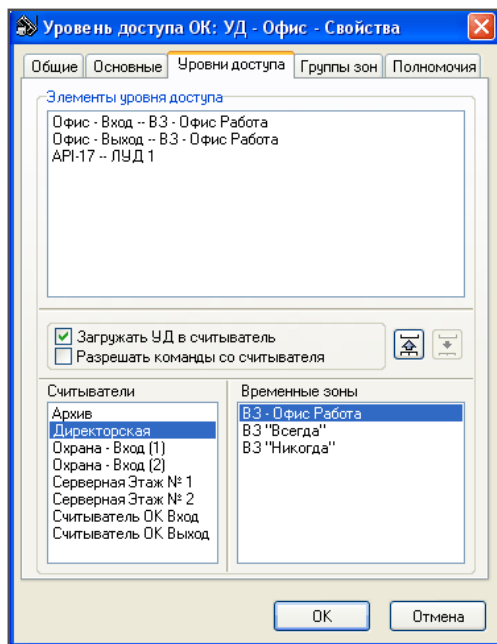 Уровень доступа ОК: УД - Офис - Свойства
Общие Основные Уровни доступа Группы зон Полномочия
Элементы уровня доступа
Офис - Вход -- ВЗ - Офис Работа
Офис - Выход -- ВЗ - Офис Работа
API-17 -- ЛУД 1
Загружать УД в считыватель
Разрешать команды со считывателя
Считыватели
Архив
Директорская
Охрана - Вход (1)
Охрана - Вход (2)
Серверная Этаж № 1
Серверная Этаж № 2
Считыватель ОК Вход
Считыватель ОК Выход
Временные зоны
ВЗ - Офис Работа
ВЗ "Всегда"
ВЗ "Никогда"
OK Отмена